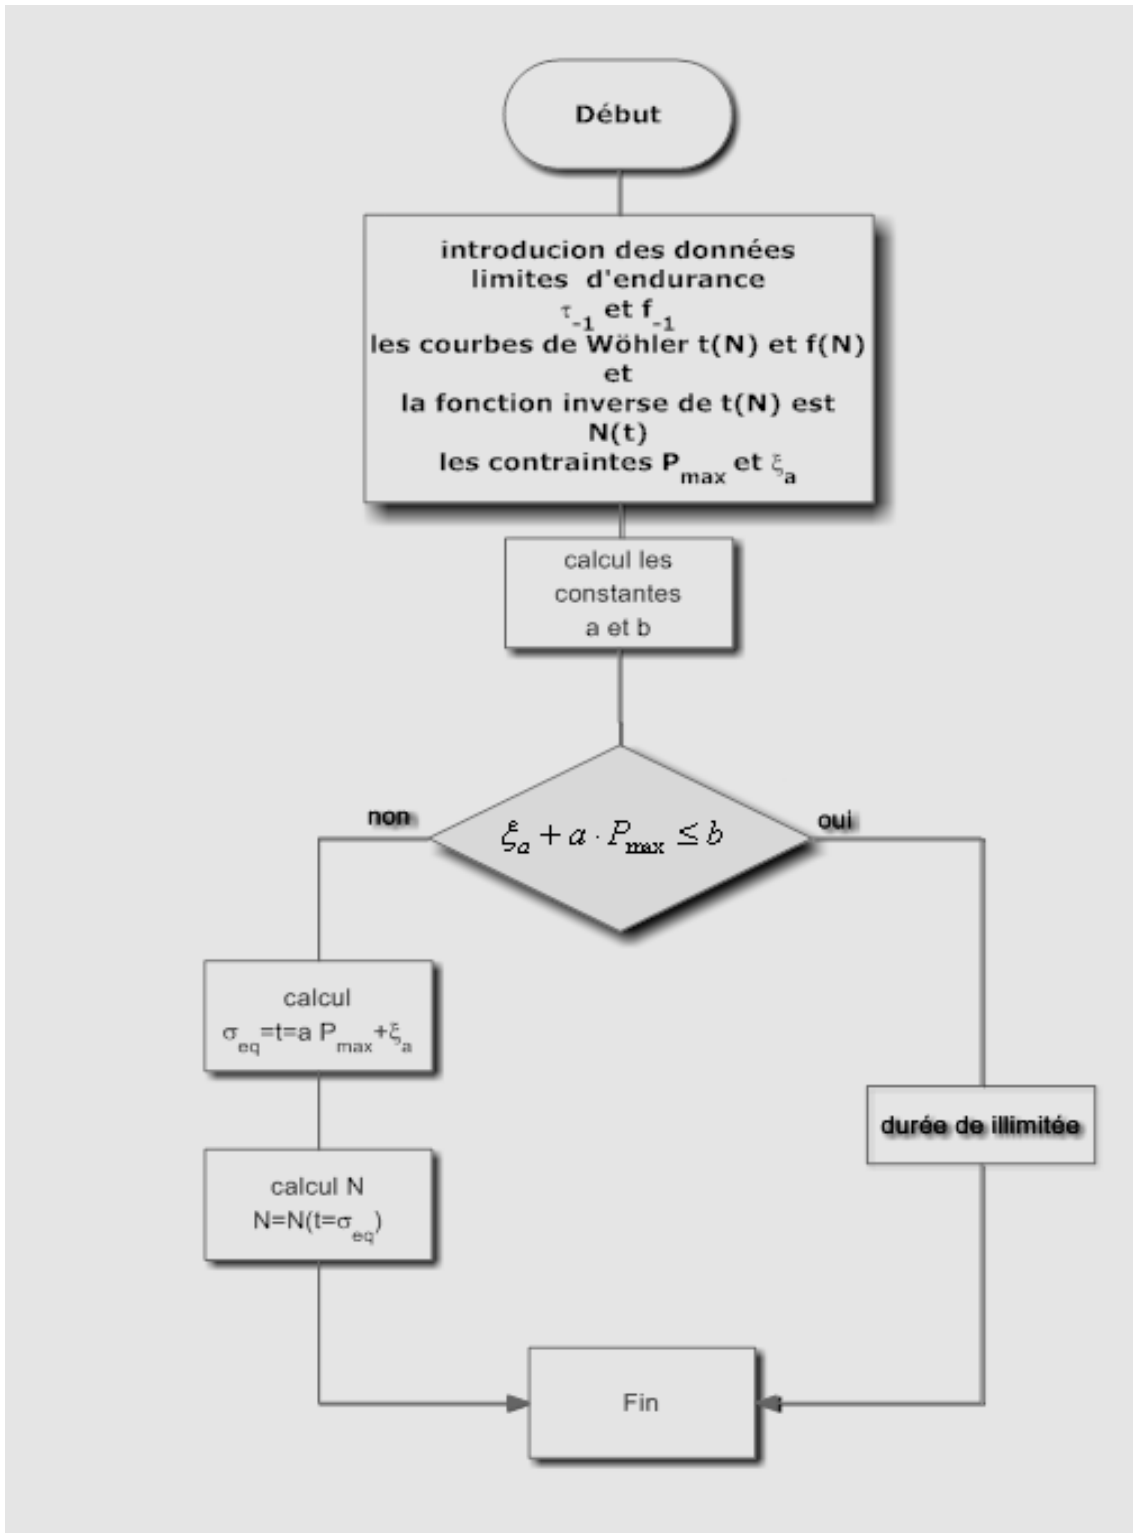 Début
introducion des données
limites d'endurance
τ-1 et f-1
les courbes de Wöhler t(N) et f(N)
et
la fonction inverse de t(N) est
N(t)
les contraintes Pmax et ξa
calcul les
constantes
a et b
non
ξa + a · Pmax ≤ b
oui
calcul
σeq=t=a Pmax+ξa
durée de illimitée
calcul N
N=N(t=σeq)
Fin